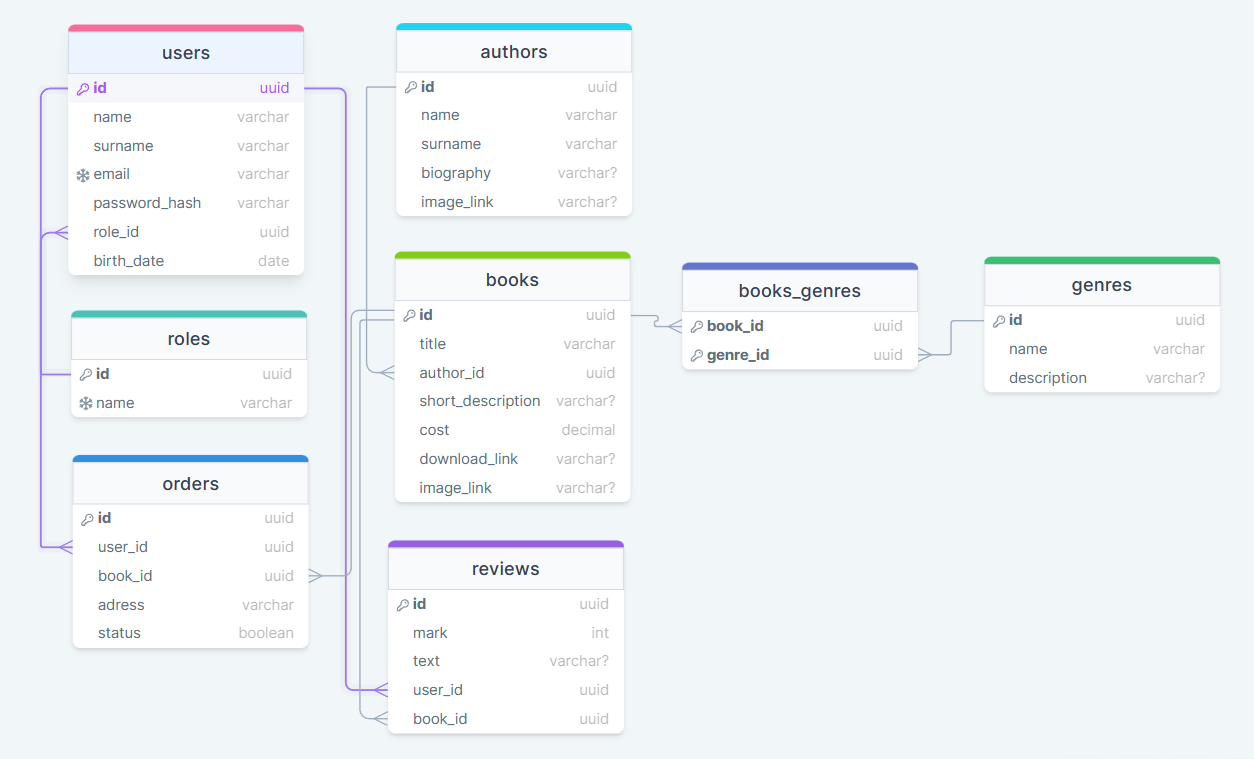 users
id uuid
name varchar
surname varchar
email varchar
password_hash varchar
role_id uuid
birth_date date
roles
id uuid
name varchar
orders
id uuid
user_id uuid
book_id uuid
adress varchar
status boolean
authors
id uuid
name varchar
surname varchar
biography varchar?
image_link varchar?
books
id uuid
title varchar
author_id uuid
short_description varchar?
cost decimal
download_link varchar?
image_link varchar?
reviews
id uuid
mark int
text varchar?
user_id uuid
book_id uuid
books_genres
book_id uuid
genre_id uuid
genres
id uuid
name varchar
description varchar?